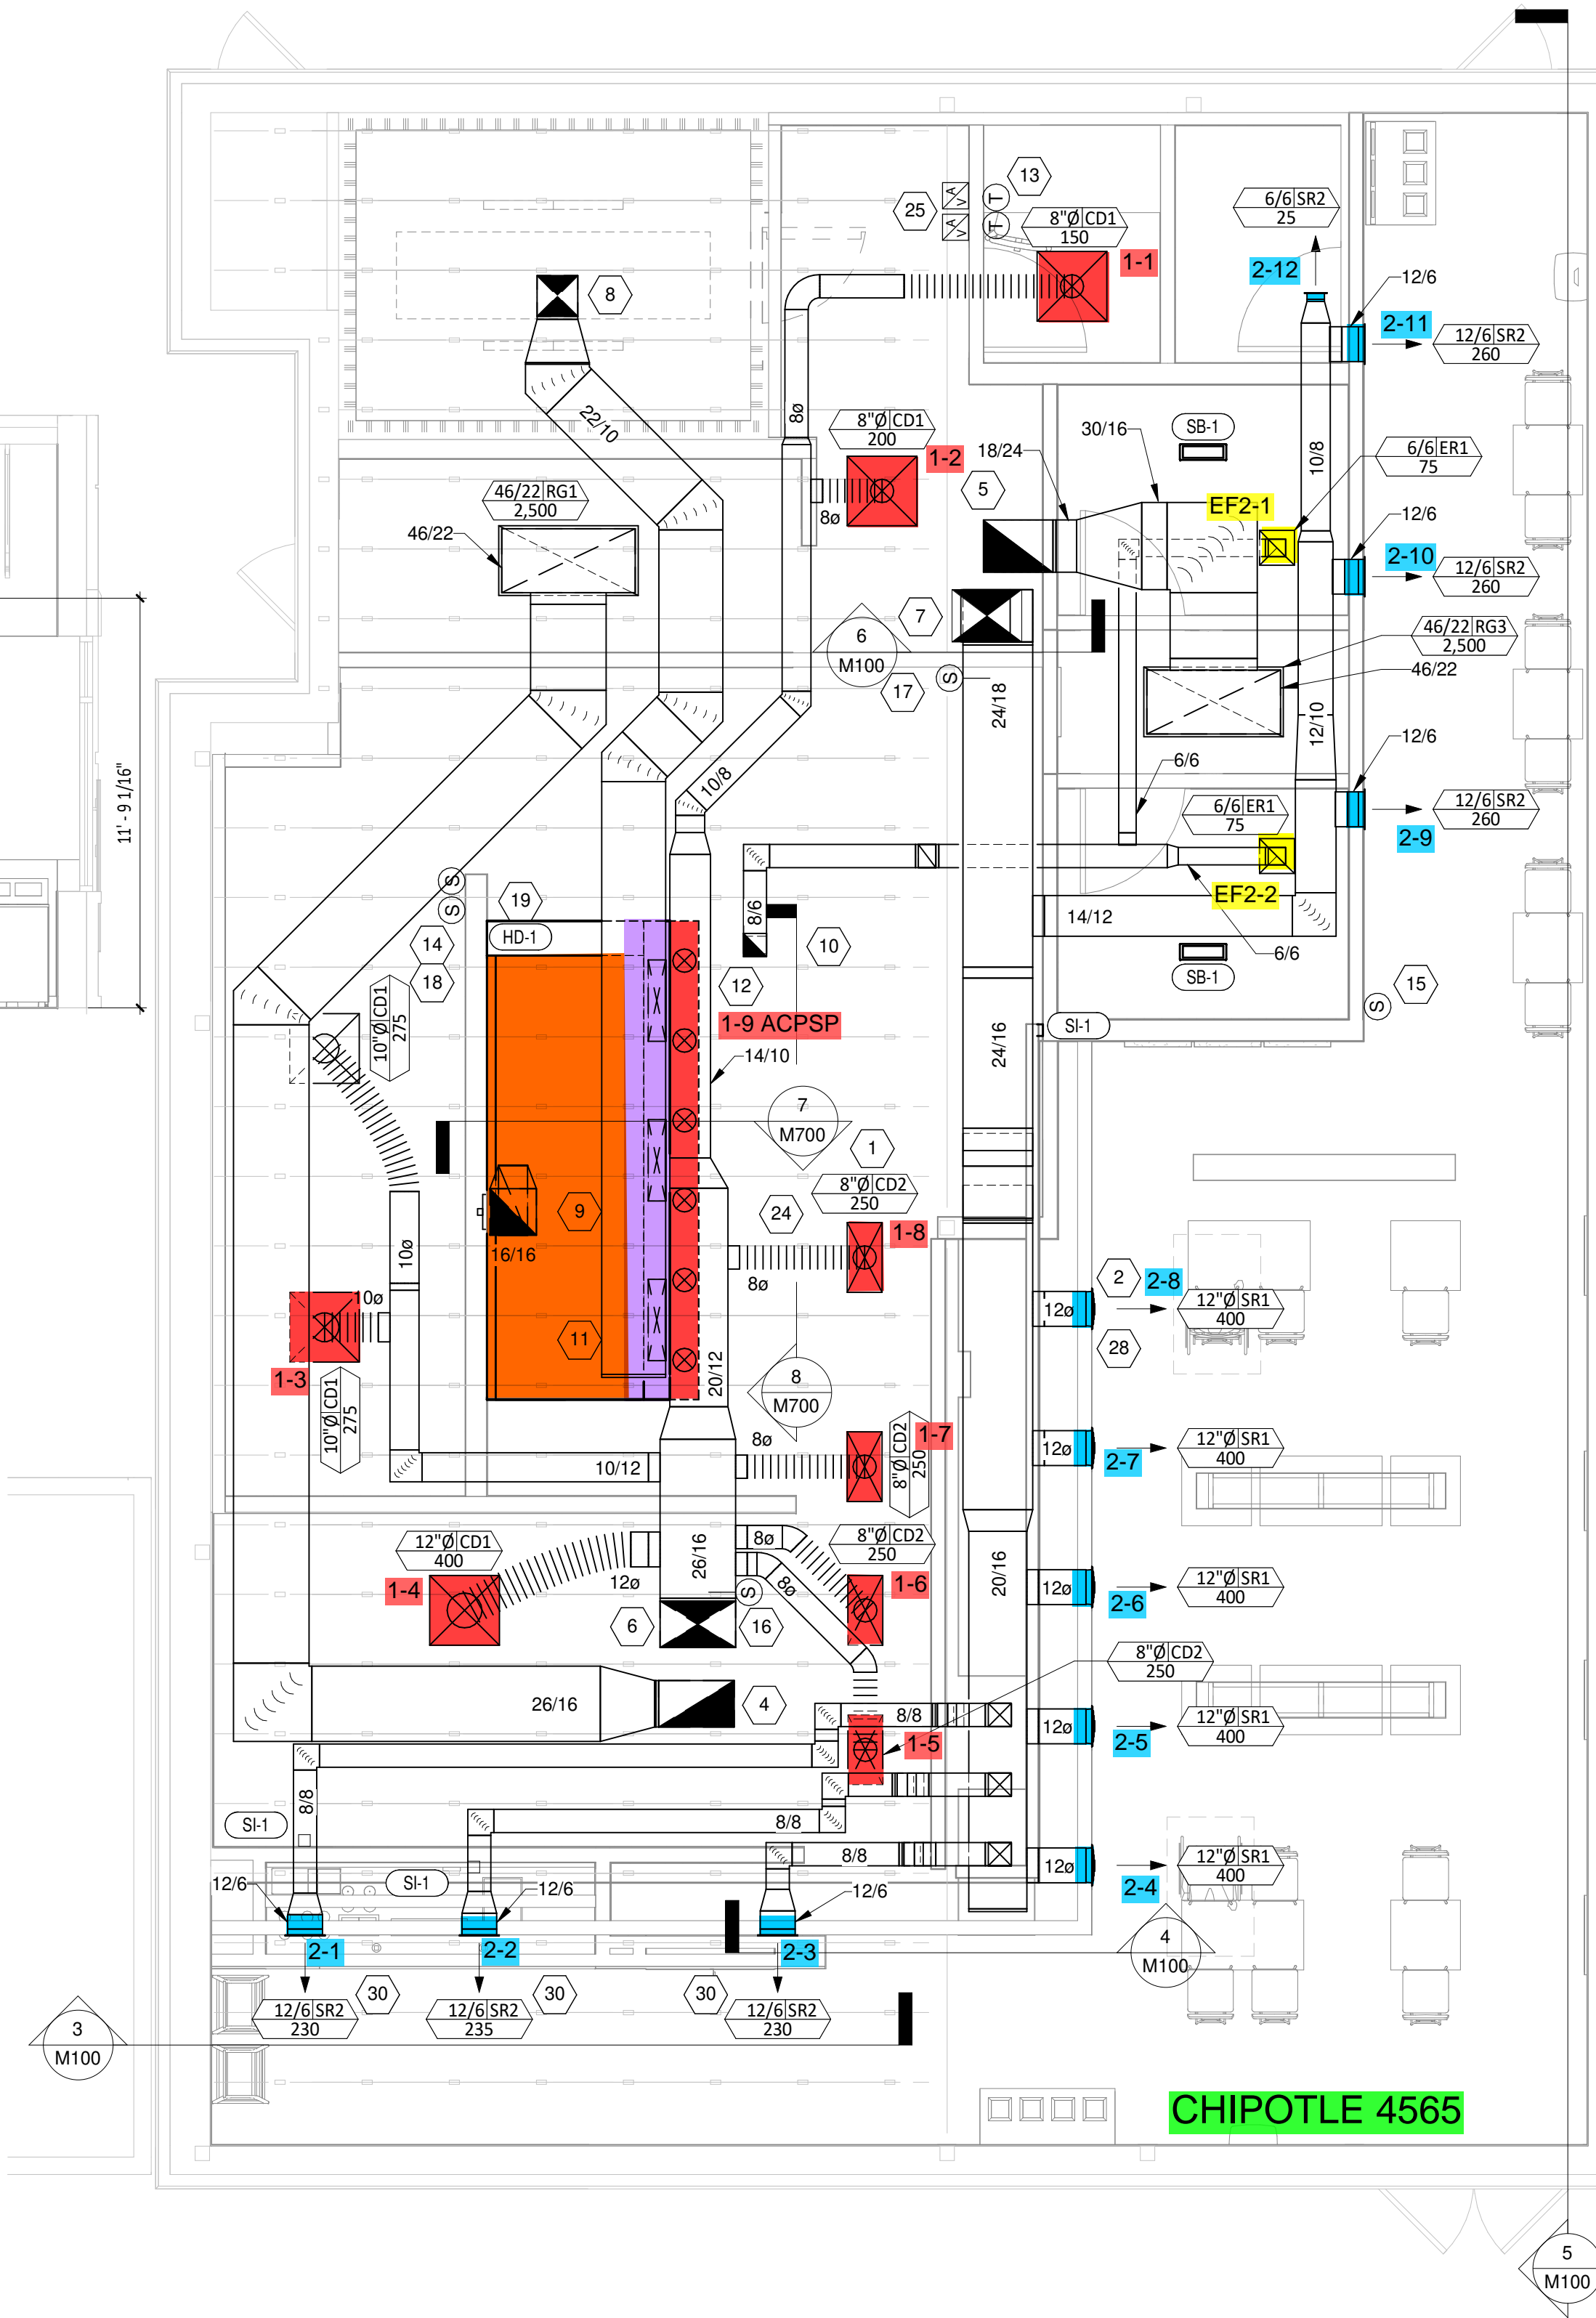 13
25
A
V
T
A
V
T
8"Ø CD1
150
1-1
6/6 SR2
25
2-12
12/6
2-11
12/6 SR2
260
8
22/10
8ø
8"Ø CD1
200
1-2
8ø
5
18/24
30/16
SB-1
10/8
6/6 ER1
75
EF2-1
12/6
2-10
12/6 SR2
260
46/22 RG1
2,500
46/22
7
6
M100
17
S
24/18
46/22 RG3
2,500
46/22
12/10
12/6
12/6 SR2
260
2-9
11' - 9 1/16"
10/8
6/6
6/6 ER1
75
EF2-2
14/12
6/6
SB-1
S
S
19
HD-1
14
18
8/6
10
12
1-9 ACPSP
14/10
15
S
SI-1
24/16
10"Ø CD1
275
7
M700
1
8"Ø CD2
250
24
1-8
8ø
9
16/16
10ø
10ø
2
2-8
12ø
12"Ø SR1
400
28
11
20/12
1-3
10"Ø CD1
275
8
M700
8ø
8"Ø CD2
250
1-7
10/12
12ø
2-7
12"Ø SR1
400
12"Ø CD1
400
1-4
12ø
26/16
8ø
8ø
8"Ø CD2
250
1-6
S
6
16
20/16
12ø
2-6
12"Ø SR1
400
8"Ø CD2
250
26/16
4
8/8
1-5
12ø
2-5
12"Ø SR1
400
8/8
SI-1
8/8
8/8
12ø
2-4
12"Ø SR1
400
12/6
SI-1
12/6
12/6
2-1
2-2
2-3
4
M100
30
30
30
12/6 SR2
230
12/6 SR2
235
12/6 SR2
230
3
M100
CHIPOTLE 4565
5
M100